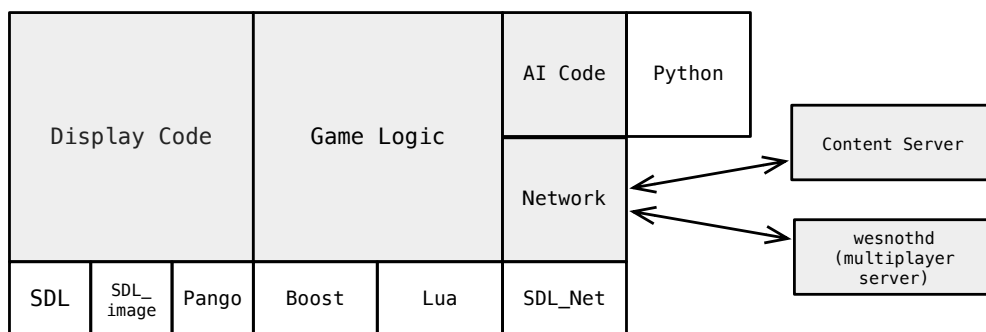 AI Code
Python
Display Code
Game Logic
Content Server
Network
wesnothd
(multiplayer
server)
SDL
SDL_
image
Pango
Boost
Lua
SDL_Net